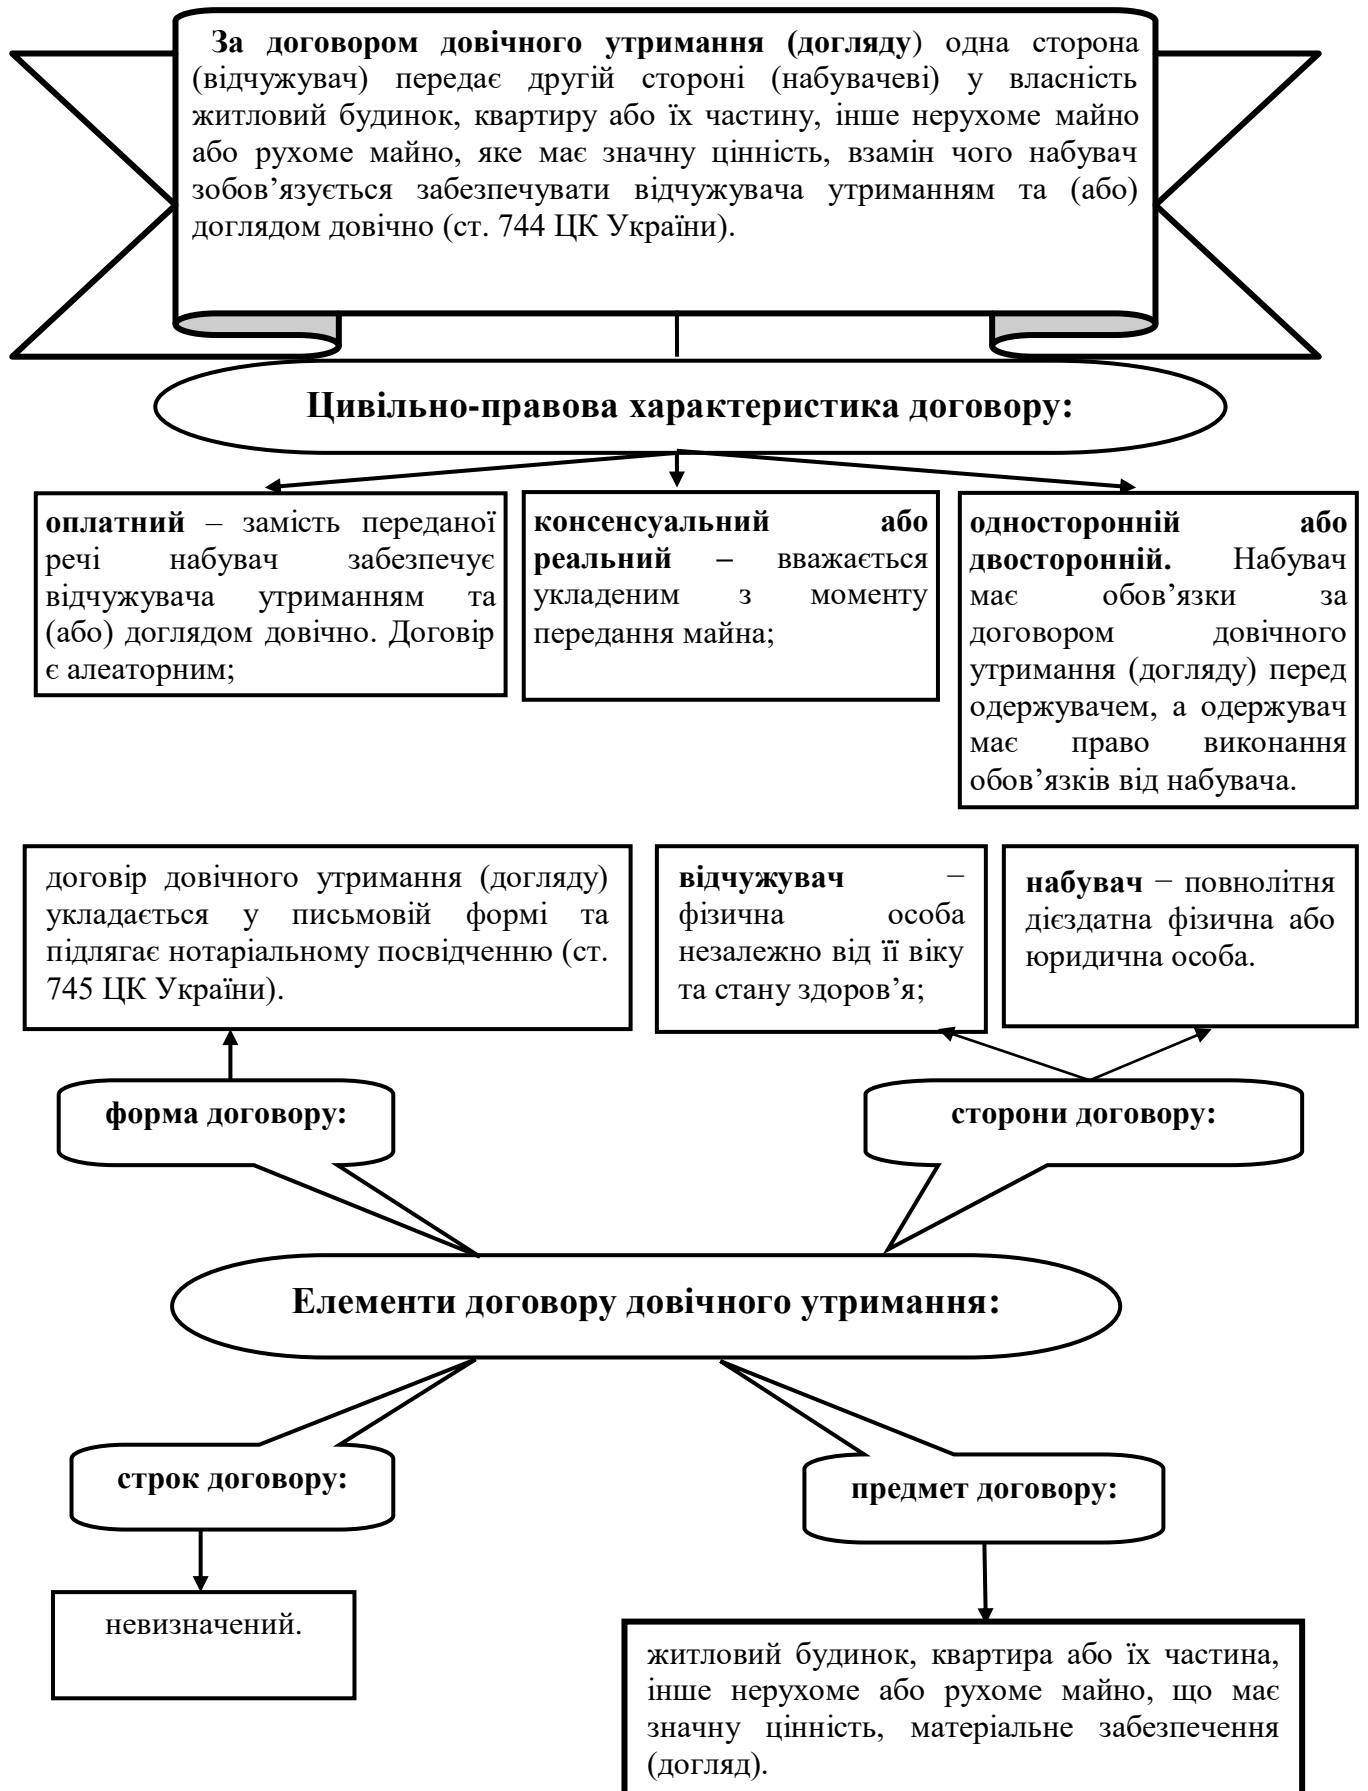 За договором довічного утримання (догляду) одна сторона
(відчужувач) передає другій стороні (набувачеві) у власність
житловий будинок, квартиру або їх частину, інше нерухоме майно
або рухоме майно, яке має значну цінність, взамін чого набувач
зобов’язується забезпечувати відчужувача утриманням та (або)
доглядом довічно (ст. 744 ЦК України).
Цивільно-правова характеристика договору:
оплатний – замість переданої
речі набувач забезпечує
відчужувача утриманням та
(або) доглядом довічно. Договір
є алеаторним;
консенсуальний або
реальний – вважається
укладеним з моменту
передання майна;
односторонній або
двосторонній. Набувач
має обов’язки за
договором довічного
утримання (догляду) перед
одержувачем, а одержувач
має право виконання
обов’язків від набувача.
договір довічного утримання (догляду)
укладається у письмовій формі та
підлягає нотаріальному посвідченню (ст.
745 ЦК України).
відчужувач –
фізична особа
незалежно від її віку
та стану здоров’я;
набувач – повнолітня
дієздатна фізична або
юридична особа.
форма договору:
сторони договору:
Елементи договору довічного утримання:
строк договору:
предмет договору:
невизначений.
житловий будинок, квартира або їх частина,
інше нерухоме або рухоме майно, що має
значну цінність, матеріальне забезпечення
(догляд).